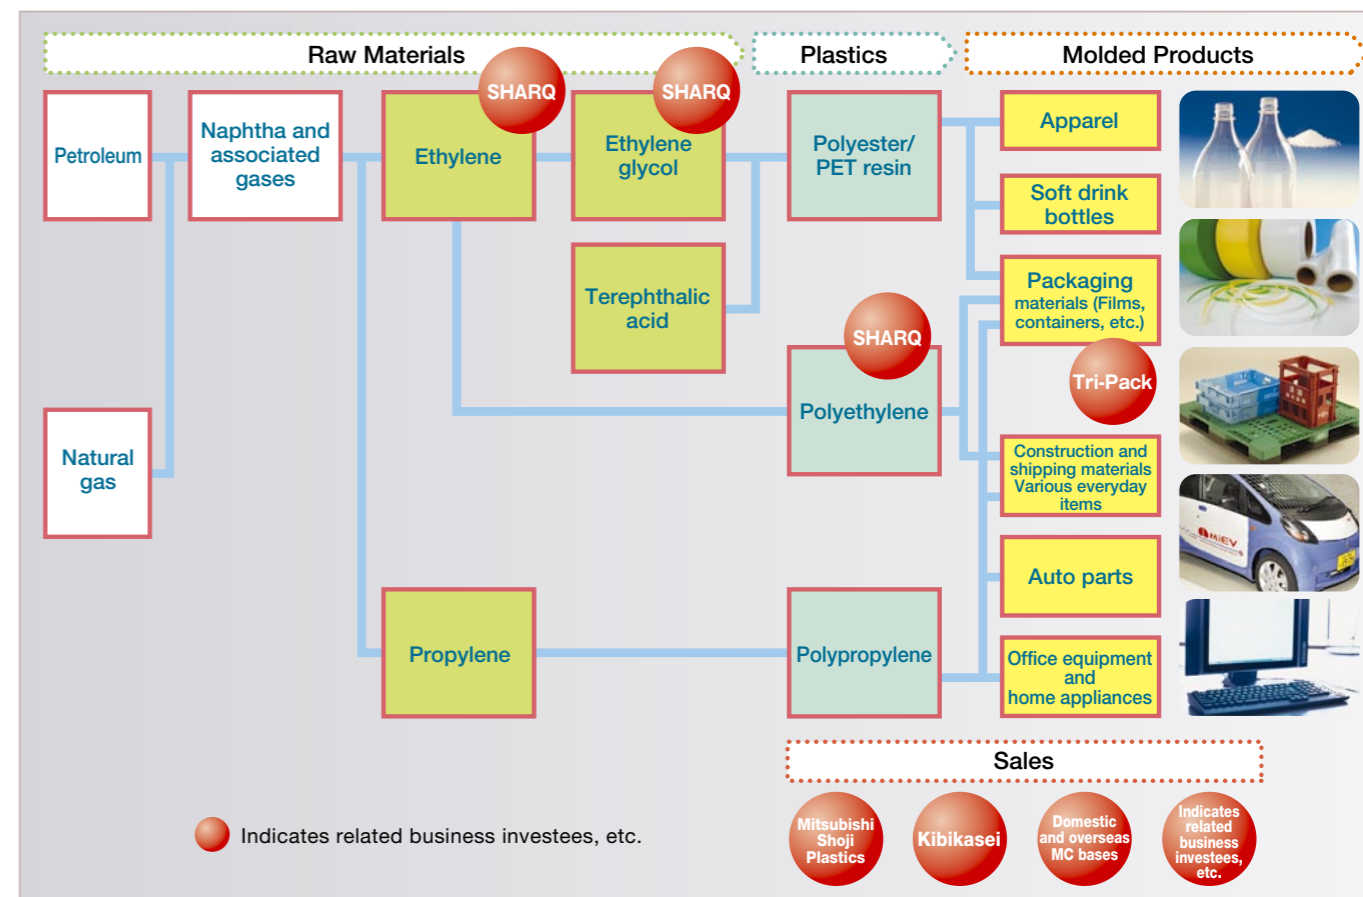 Raw Materials
Plastics
Molded Products
SHARQ
SHARQ
Petroleum
Naphtha and
associated
gases
Ethylene
Ethylene
glycol
Polyester/
PET resin
Apparel
Soft drink
bottles
Terephthalic
acid
Packaging
materials (Films,
containers, etc.)
SHARQ
Tri-Pack
Polyethylene
Natural
gas
Construction and
shipping materials
Various everyday
items
MiEV
Auto parts
Propylene
Polypropylene
Office equipment
and
home appliances
Sales
Indicates related business investees, etc.
Mitsubishi
Shoji
Plastics
Kibikasei
Domestic
and overseas
MC bases
Indicates
related
business
investees,
etc.